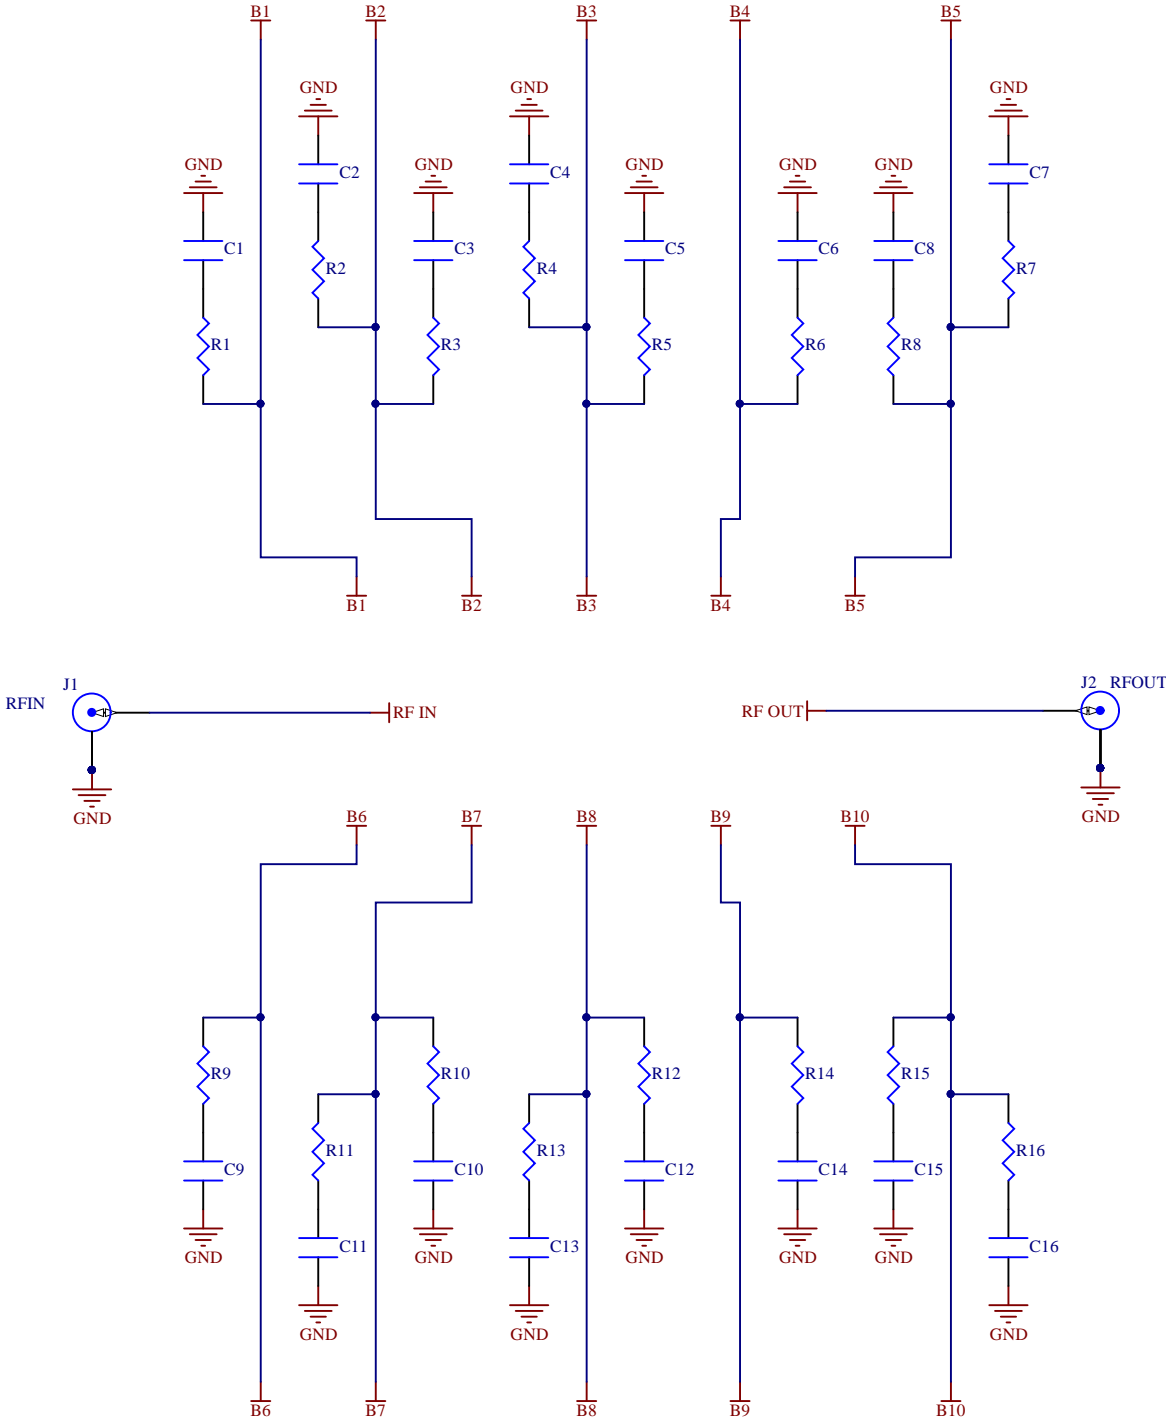 B1 B2 B3 B4 B5
GND GND GND
GND C2 GND C4 GND GND GND C7
C1 C3 C5 C6 C8
R2 R4 R7
R1 R3 R5 R6 R8
B1 B2 B3 B4 B5
J1 J2 RFOUT
RFIN RF IN RF OUT
GND GND
B6 B7 B8 B9 B10
R9 R10 R12 R14 R15
R11 R13 R16
C9 C10 C12 C14 C15
C11 C13 C16
GND GND GND GND GND
GND GND GND
B6 B7 B8 B9 B10